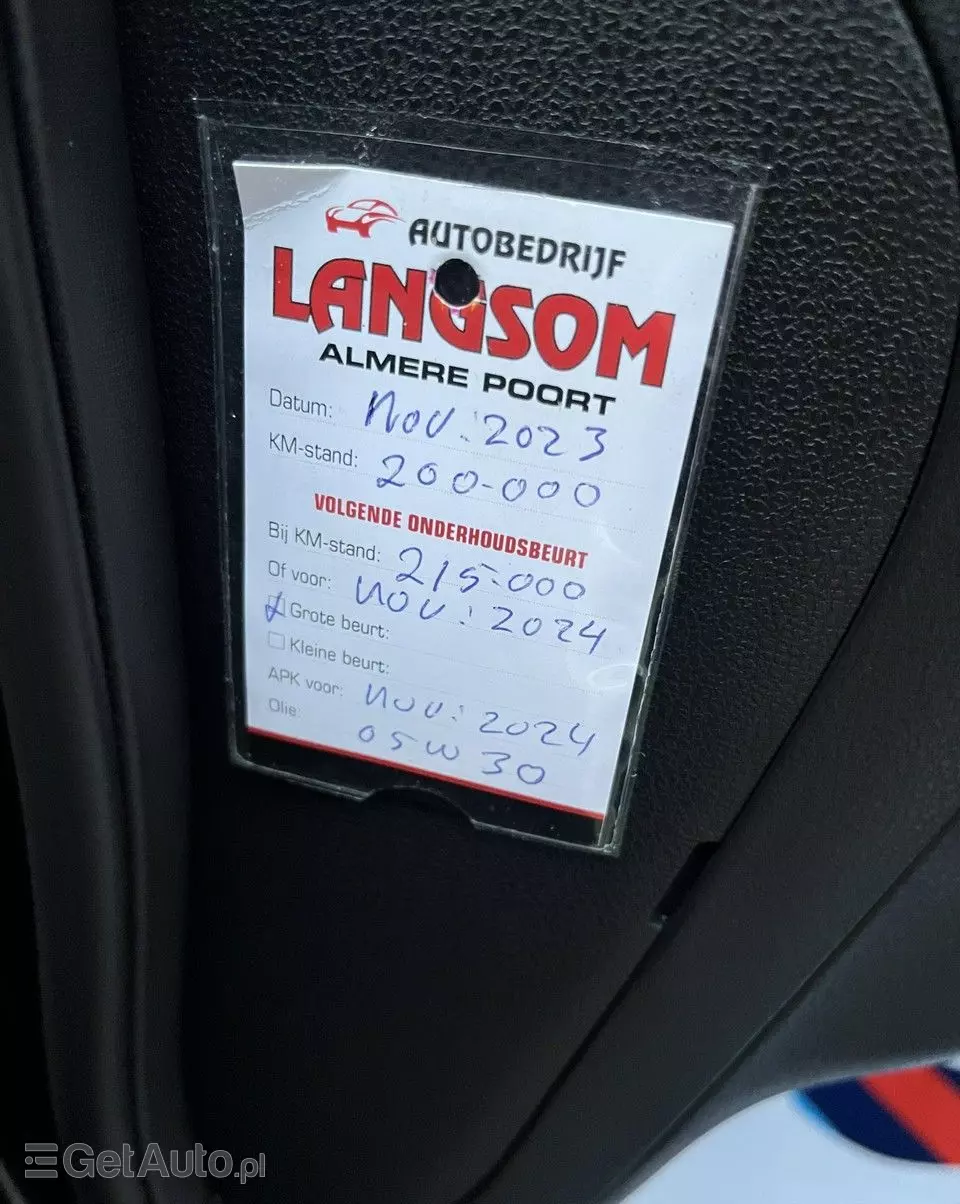 AUTOBEDRIJF
LANGSOM
ALMERE POORT
Datum: Nov: 2023
KM-stand: 200-000
VOLGENDE ONDERHOUDSBEURT
Bij KM-stand: 215.000
Of voor: Nov: 2024
Grote beurt:
Kleine beurt:
APK voor: Nov: 2024
Olie: 05W30
GetAuto.pl